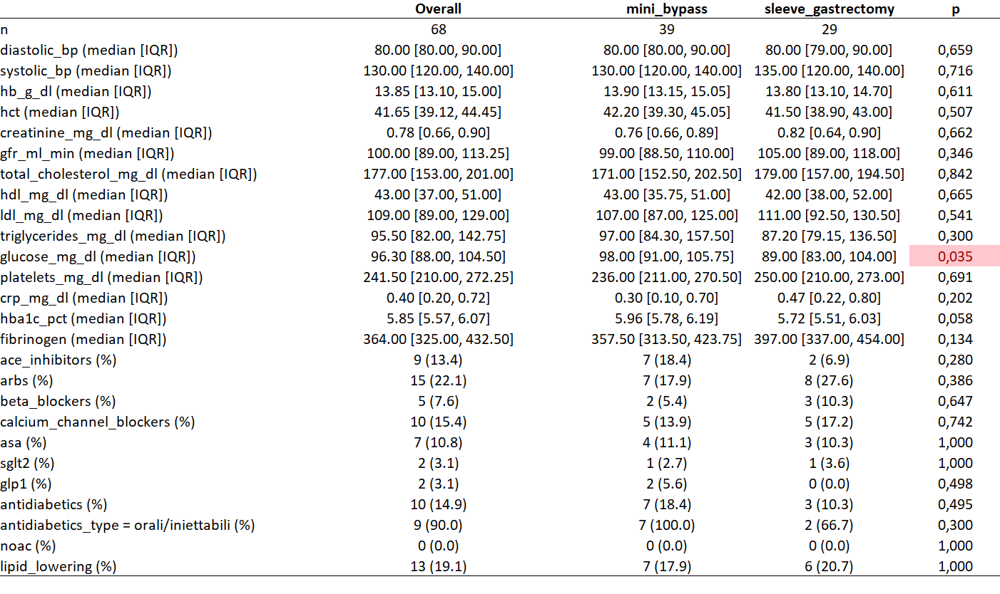 Overall mini_bypass sleeve_gastrectomy p
n 68 39 29
diastolic_bp (median [IQR]) 80.00 [80.00, 90.00] 80.00 [80.00, 90.00] 80.00 [79.00, 90.00] 0,659
systolic_bp (median [IQR]) 130.00 [120.00, 140.00] 130.00 [120.00, 140.00] 135.00 [120.00, 140.00] 0,716
hb_g_dl (median [IQR]) 13.85 [13.10, 15.00] 13.90 [13.15, 15.05] 13.80 [13.10, 14.70] 0,611
hct (median [IQR]) 41.65 [39.12, 44.45] 42.20 [39.30, 45.05] 41.50 [38.90, 43.00] 0,507
creatinine_mg_dl (median [IQR]) 0.78 [0.66, 0.90] 0.76 [0.66, 0.89] 0.82 [0.64, 0.90] 0,662
gfr_ml_min (median [IQR]) 100.00 [89.00, 113.25] 99.00 [88.50, 110.00] 105.00 [89.00, 118.00] 0,346
total_cholesterol_mg_dl (median [IQR]) 177.00 [153.00, 201.00] 171.00 [152.50, 202.50] 179.00 [157.00, 194.50] 0,842
hdl_mg_dl (median [IQR]) 43.00 [37.00, 51.00] 43.00 [35.75, 51.00] 42.00 [38.00, 52.00] 0,665
ldl_mg_dl (median [IQR]) 109.00 [89.00, 129.00] 107.00 [87.00, 125.00] 111.00 [92.50, 130.50] 0,541
triglycerides_mg_dl (median [IQR]) 95.50 [82.00, 142.75] 97.00 [84.30, 157.50] 87.20 [79.15, 136.50] 0,300
glucose_mg_dl (median [IQR]) 96.30 [88.00, 104.50] 98.00 [91.00, 105.75] 89.00 [83.00, 104.00] 0,035
platelets_mg_dl (median [IQR]) 241.50 [210.00, 272.25] 236.00 [211.00, 270.50] 250.00 [210.00, 273.00] 0,691
crp_mg_dl (median [IQR]) 0.40 [0.20, 0.72] 0.30 [0.10, 0.70] 0.47 [0.22, 0.80] 0,202
hba1c_pct (median [IQR]) 5.85 [5.57, 6.07] 5.96 [5.78, 6.19] 5.72 [5.51, 6.03] 0,058
fibrinogen (median [IQR]) 364.00 [325.00, 432.50] 357.50 [313.50, 423.75] 397.00 [337.00, 454.00] 0,134
ace_inhibitors (%) 9 (13.4) 7 (18.4) 2 (6.9) 0,280
arbs (%) 15 (22.1) 7 (17.9) 8 (27.6) 0,386
beta_blockers (%) 5 (7.6) 2 (5.4) 3 (10.3) 0,647
calcium_channel_blockers (%) 10 (15.4) 5 (13.9) 5 (17.2) 0,742
asa (%) 7 (10.8) 4 (11.1) 3 (10.3) 1,000
sglt2 (%) 2 (3.1) 1 (2.7) 1 (3.6) 1,000
glp1 (%) 2 (3.1) 2 (5.6) 0 (0.0) 0,498
antidiabetics (%) 10 (14.9) 7 (18.4) 3 (10.3) 0,495
antidiabetics_type = orali/iniettabili (%) 9 (90.0) 7 (100.0) 2 (66.7) 0,300
noac (%) 0 (0.0) 0 (0.0) 0 (0.0) 1,000
lipid_lowering (%) 13 (19.1) 7 (17.9) 6 (20.7) 1,000